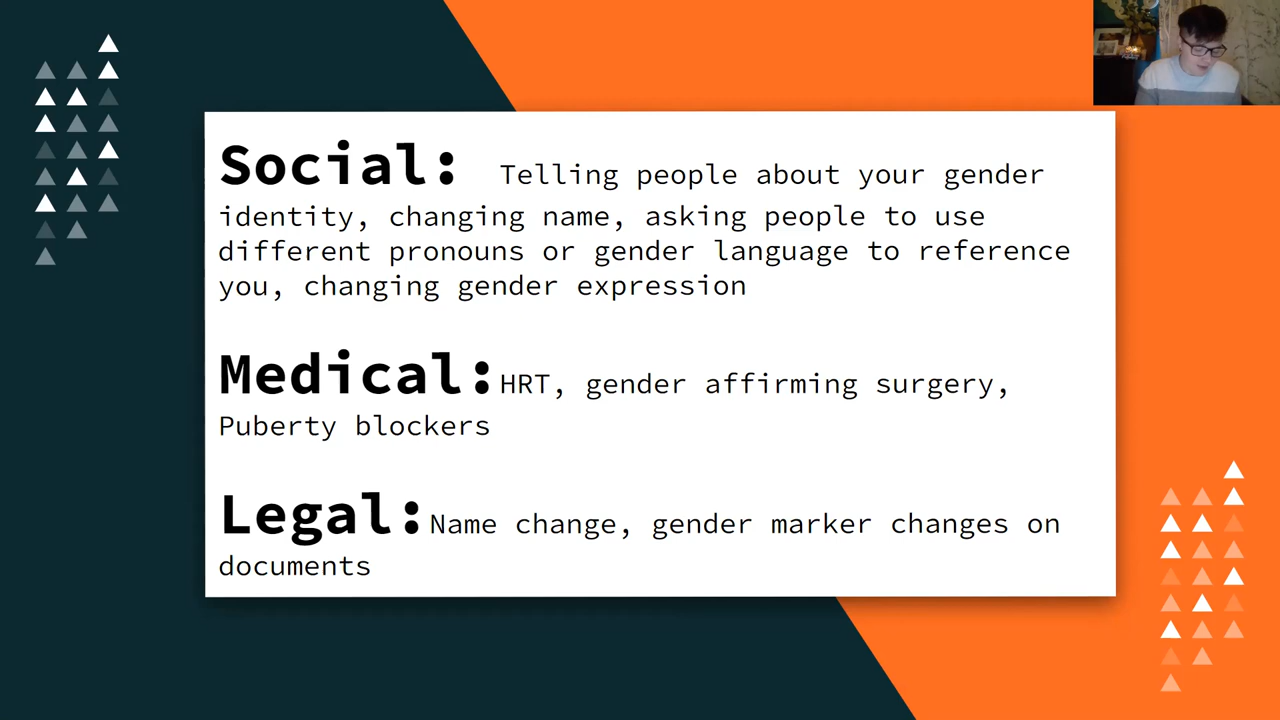 Social: Telling people about your gender
identity, changing name, asking people to use
different pronouns or gender language to reference
you, changing gender expression
Medical:HRT, gender affirming surgery,
Puberty blockers
Legal:Name change, gender marker changes on
documents